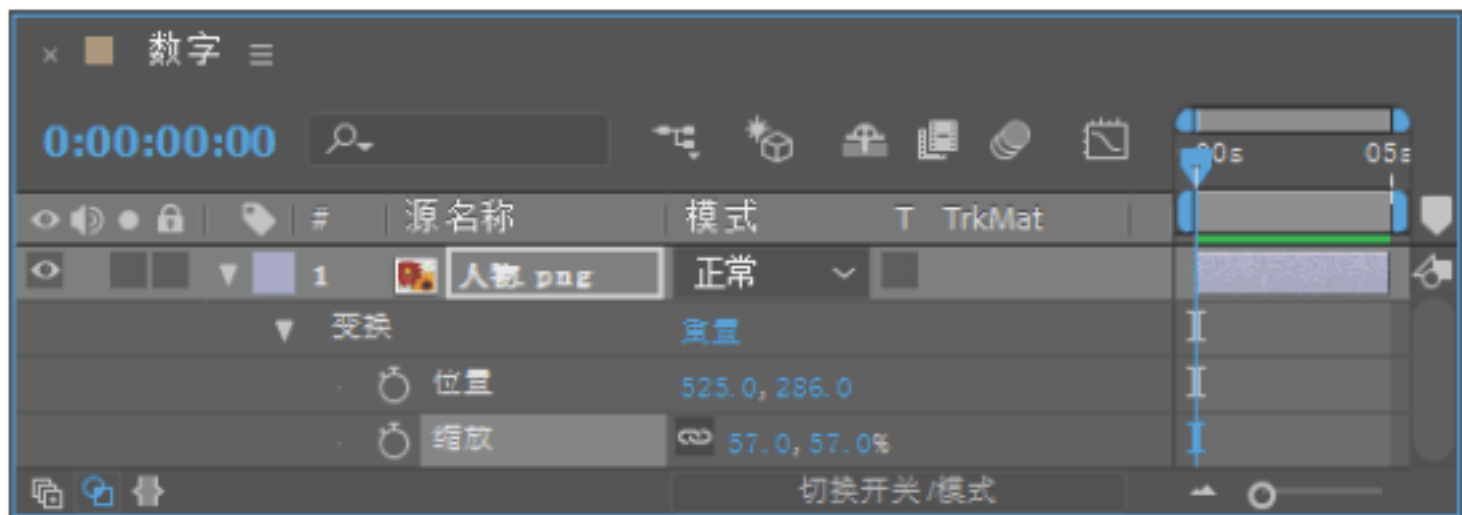 × 数字 ≡
0:00:00:00
00s 05s
# 源名称 模式 T TrkMat
1 人物.png 正常
变换 重置
位置 525.0, 286.0
缩放 57.0, 57.0%
切换开关/模式